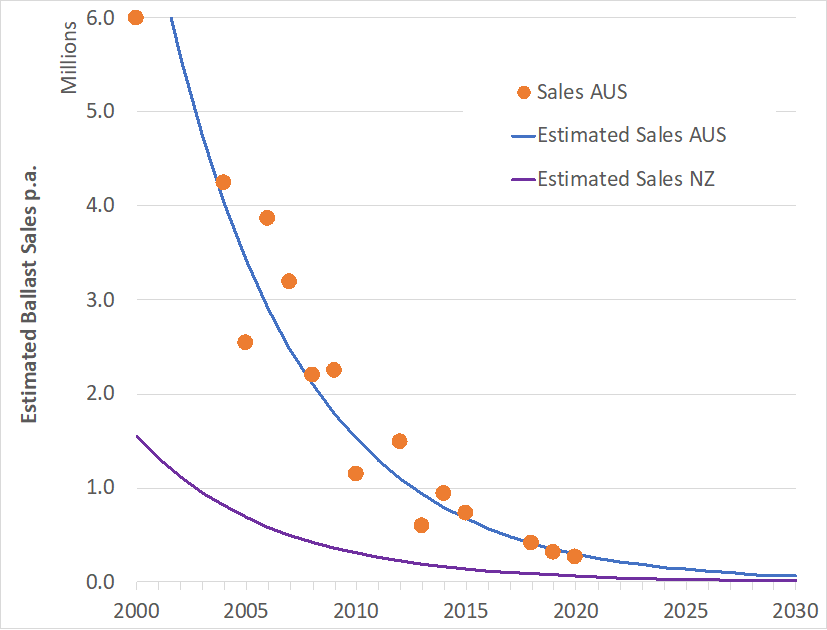 Millions
Estimated Ballast Sales p.a.
6.0
5.0
4.0
3.0
2.0
1.0
0.0
Sales AUS
Estimated Sales AUS
Estimated Sales NZ
2000 2005 2010 2015 2020 2025 2030